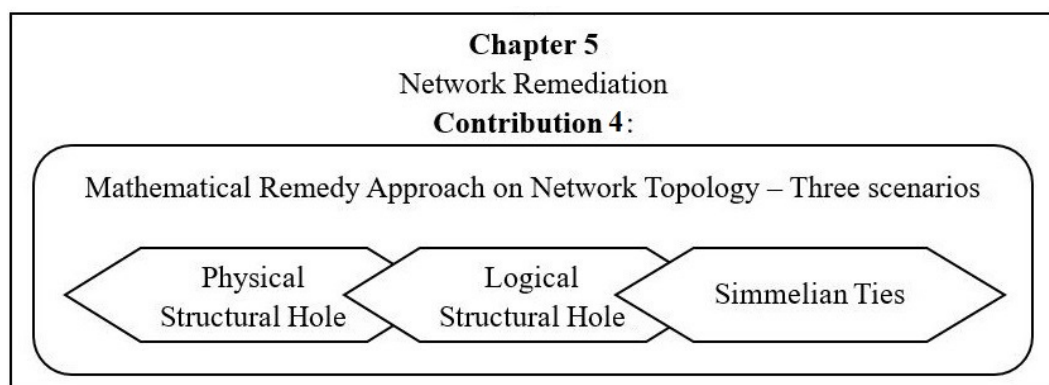 Chapter 5
Network Remediation
Contribution 4:
Mathematical Remedy Approach on Network Topology – Three scenarios
Physical
Structural Hole
Logical
Structural Hole
Simmelian Ties